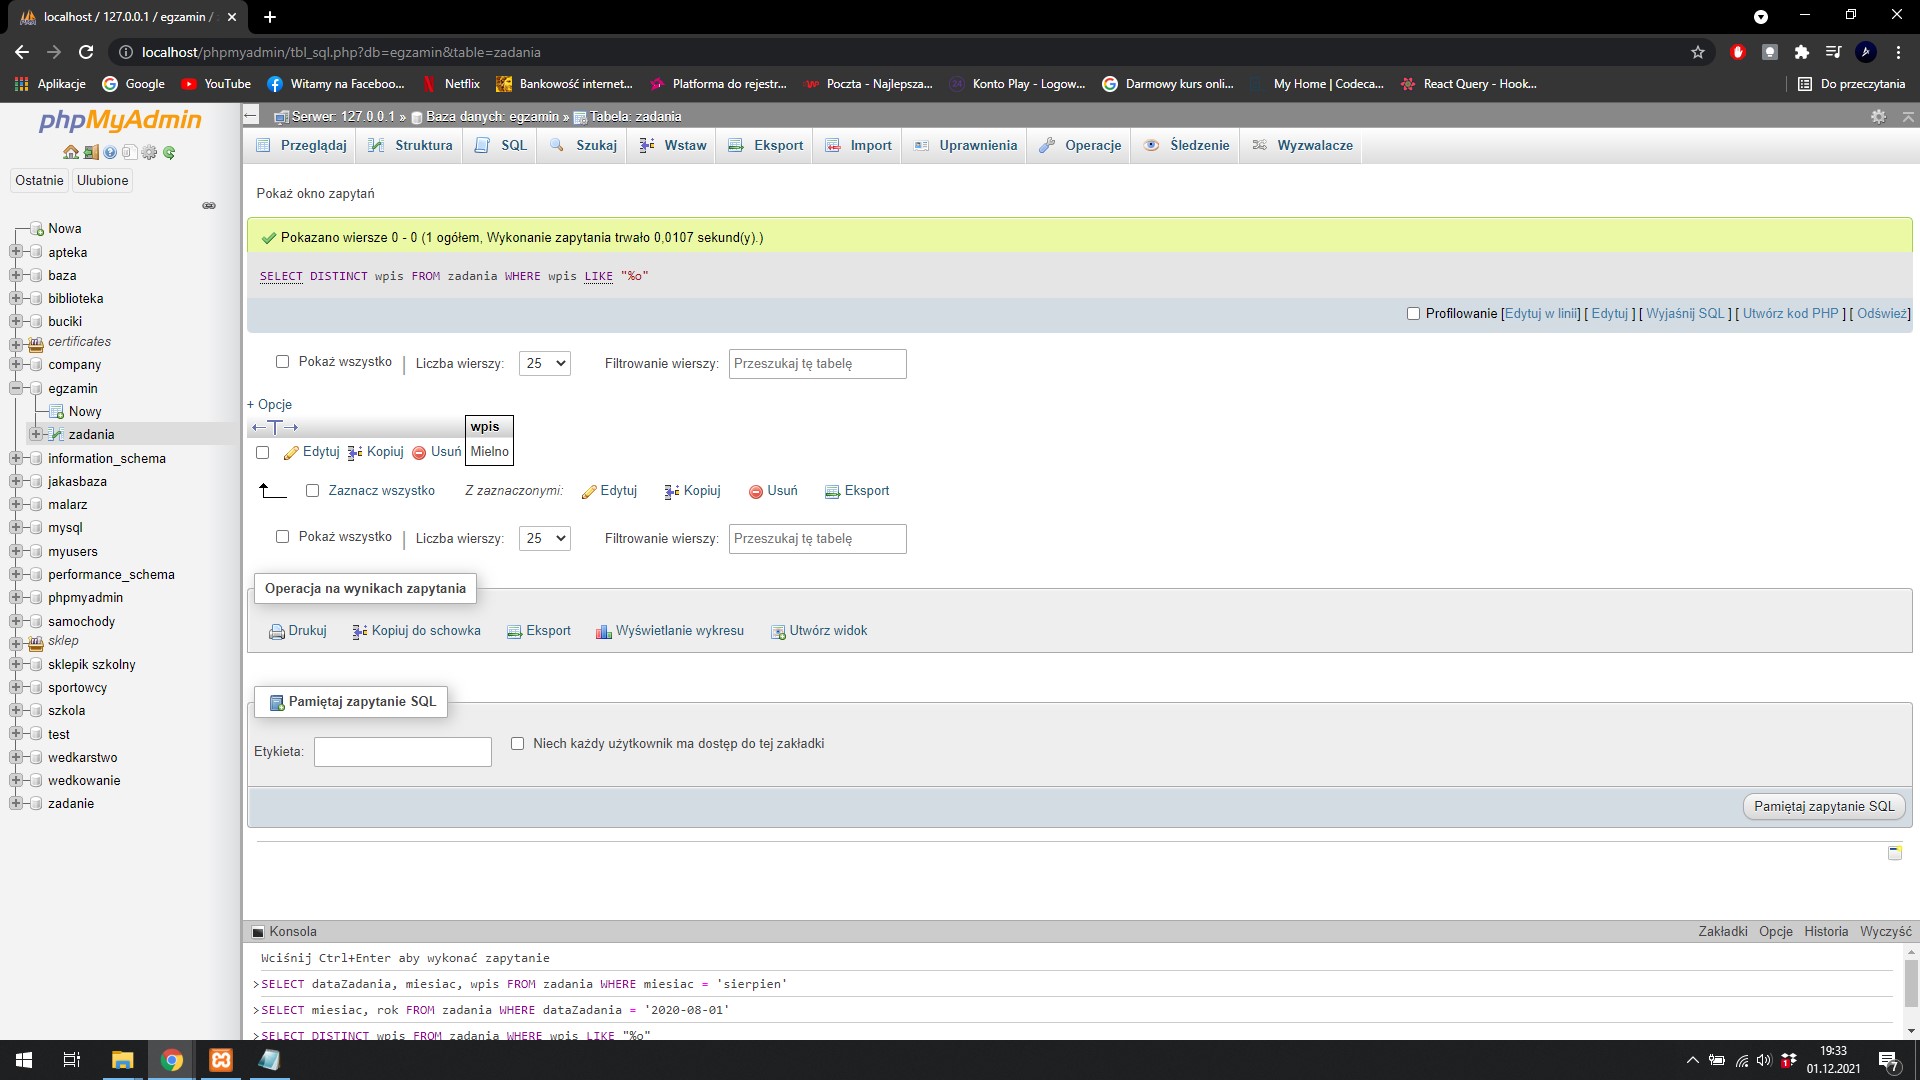 localhost / 127.0.0.1 / egzamin /
localhost/phpmyadmin/tbl_sql.php?db=egzamin&table=zadania
Aplikacje Google YouTube Witamy na Faceboo... Netflix Bankowość internet... Platforma do rejestr... Poczta - Najlepsza... Konto Play - Logow... Darmowy kurs onli... My Home | Codeca... React Query - Hook... Do przeczytania
phpMyAdmin
Ostatnie Ulubione
Nowa
apteka
baza
biblioteka
buciki
certificates
company
egzamin
Nowy
zadania
information_schema
jakasbaza
malarz
mysql
myusers
performance_schema
phpmyadmin
samochody
sklep
sklepik szkolny
sportowcy
szkola
test
wedkarstwo
wedkowanie
zadanie
Serwer: 127.0.0.1 » Baza danych: egzamin » Tabela: zadania
Przeglądaj Struktura SQL Szukaj Wstaw Eksport Import Uprawnienia Operacje Śledzenie Wyzwalacze
Pokaż okno zapytań
Pokazano wiersze 0 - 0 (1 ogółem, Wykonanie zapytania trwało 0,0107 sekund(y).)
SELECT DISTINCT wpis FROM zadania WHERE wpis LIKE "%o"
Profilowanie [Edytuj w linii] [ Edytuj ] [ Wyjaśnij SQL ] [ Utwórz kod PHP ] [ Odśwież]
Pokaż wszystko | Liczba wierszy: 25 Filtrowanie wierszy: Przeszukaj tę tabelę
+ Opcje
←T→ wpis
Edytuj Kopiuj Usuń Mielno
Zaznacz wszystko Z zaznaczonymi: Edytuj Kopiuj Usuń Eksport
Pokaż wszystko | Liczba wierszy: 25 Filtrowanie wierszy: Przeszukaj tę tabelę
Operacja na wynikach zapytania
Drukuj Kopiuj do schowka Eksport Wyświetlanie wykresu Utwórz widok
Pamiętaj zapytanie SQL
Etykieta: Niech każdy użytkownik ma dostęp do tej zakładki
Pamiętaj zapytanie SQL
Konsola Zakładki Opcje Historia Wyczyść
Wciśnij Ctrl+Enter aby wykonać zapytanie
>SELECT dataZadania, miesiac, wpis FROM zadania WHERE miesiac = 'sierpien'
>SELECT miesiac, rok FROM zadania WHERE dataZadania = '2020-08-01'
>SELECT DISTINCT wpis FROM zadania WHERE wpis LIKE "%o"
19:33
01.12.2021
7